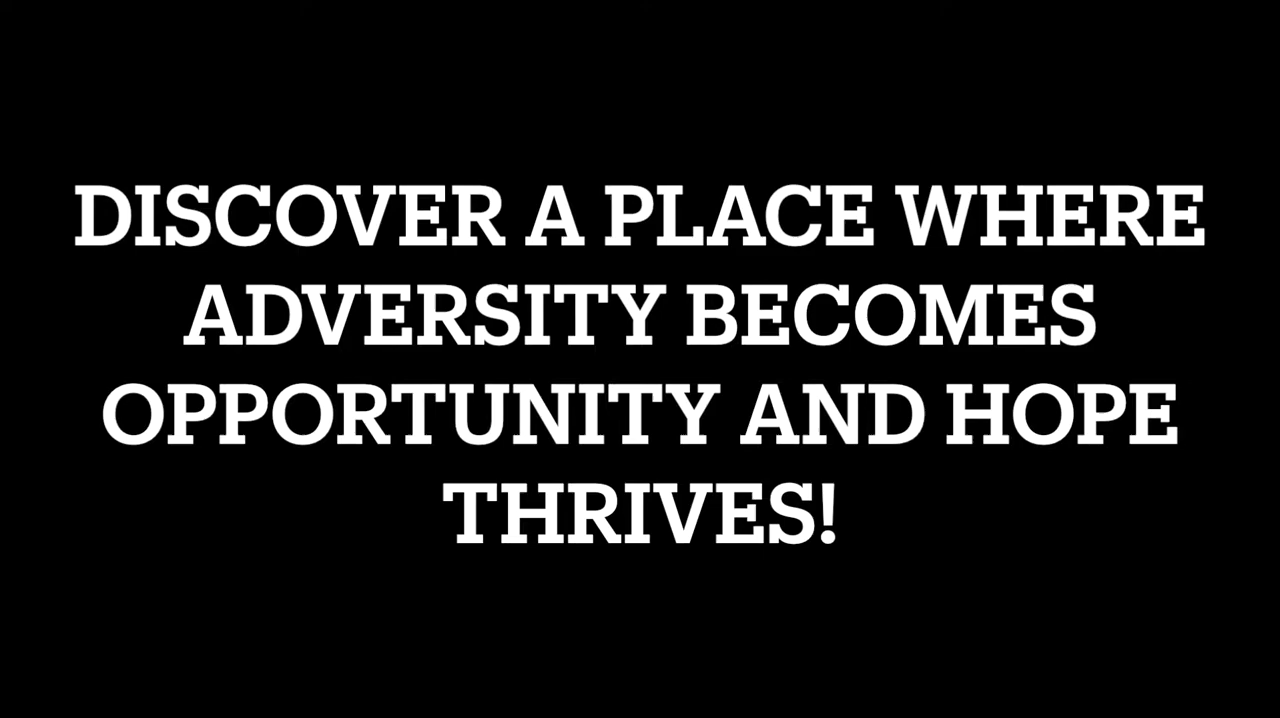 DISCOVER A PLACE WHERE
ADVERSITY BECOMES
OPPORTUNITY AND HOPE
THRIVES!